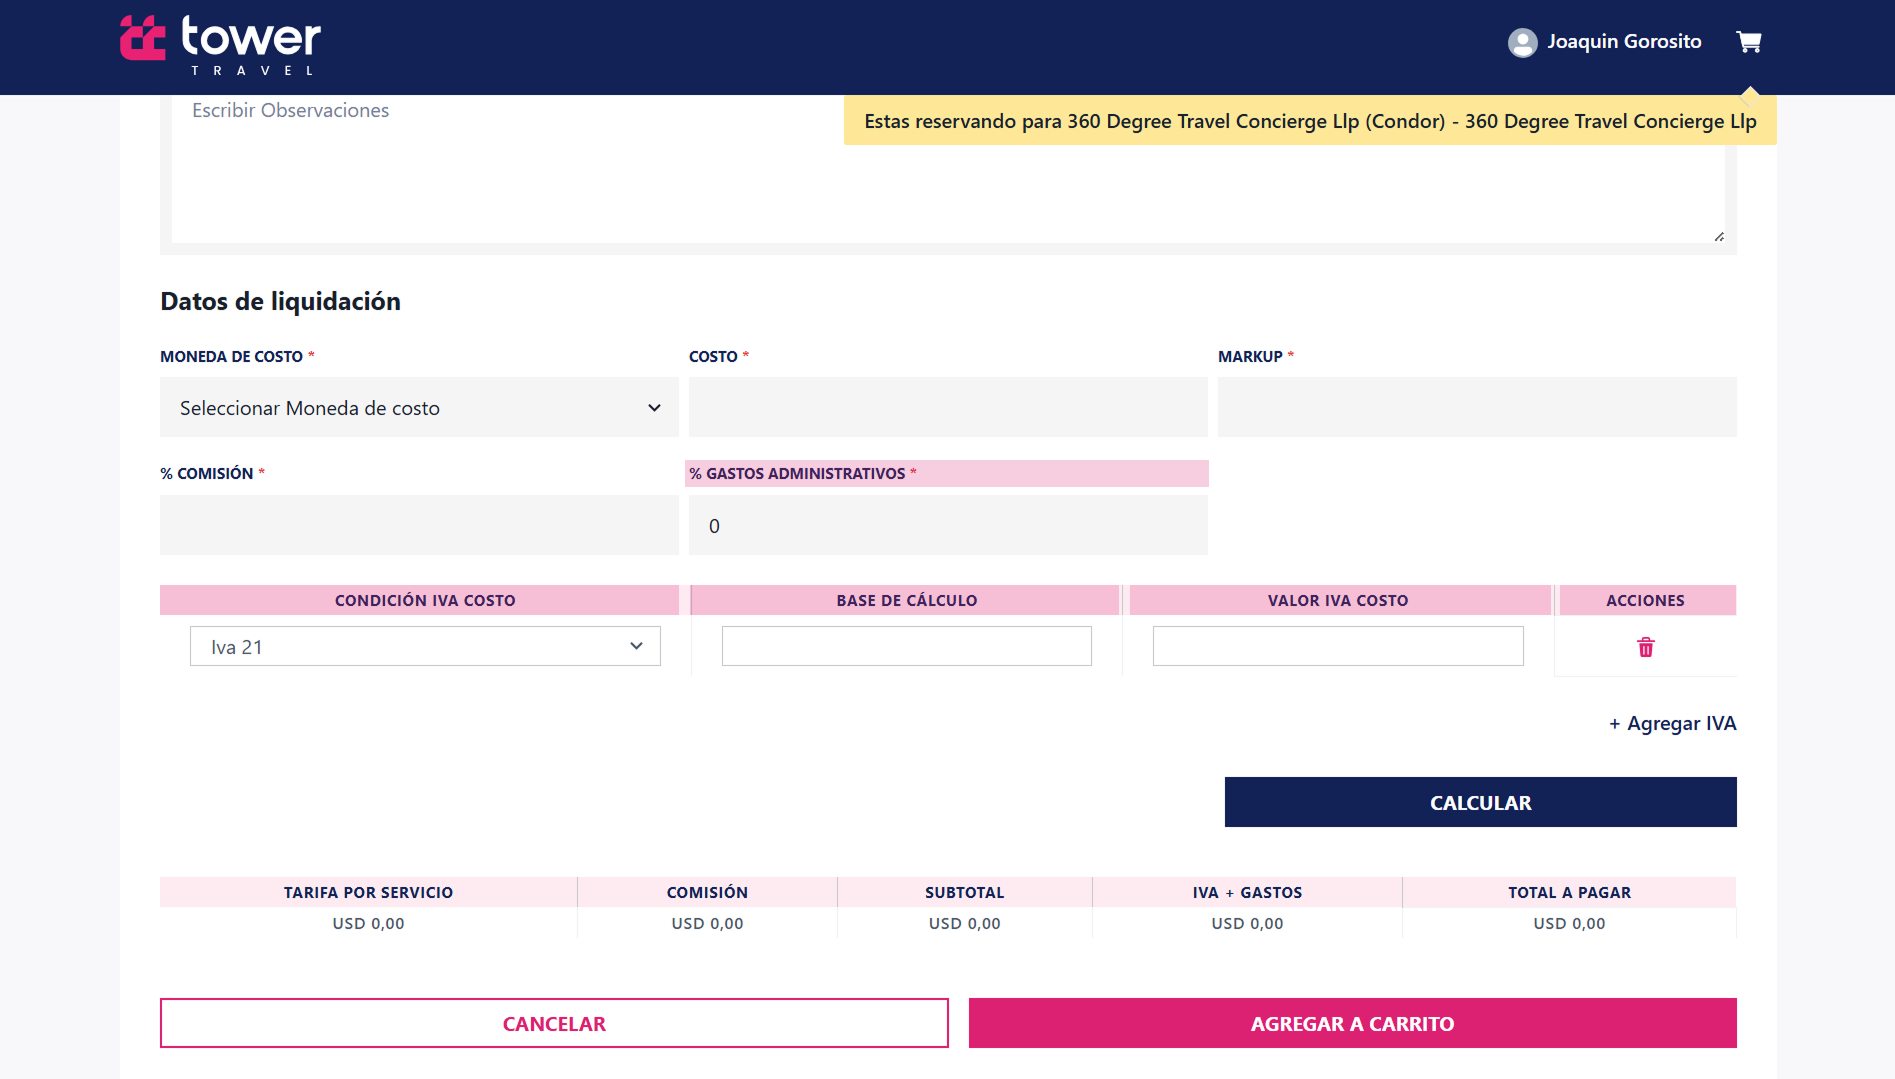 tower
TRAVEL
Joaquin Gorosito
Escribir Observaciones
Estas reservando para 360 Degree Travel Concierge Llp (Condor) - 360 Degree Travel Concierge Llp
Datos de liquidación
MONEDA DE COSTO *
COSTO *
MARKUP *
Seleccionar Moneda de costo
% COMISIÓN *
% GASTOS ADMINISTRATIVOS *
0
CONDICIÓN IVA COSTO
BASE DE CÁLCULO
VALOR IVA COSTO
ACCIONES
Iva 21
+ Agregar IVA
CALCULAR
TARIFA POR SERVICIO
COMISIÓN
SUBTOTAL
IVA + GASTOS
TOTAL A PAGAR
USD 0,00
USD 0,00
USD 0,00
USD 0,00
USD 0,00
CANCELAR
AGREGAR A CARRITO